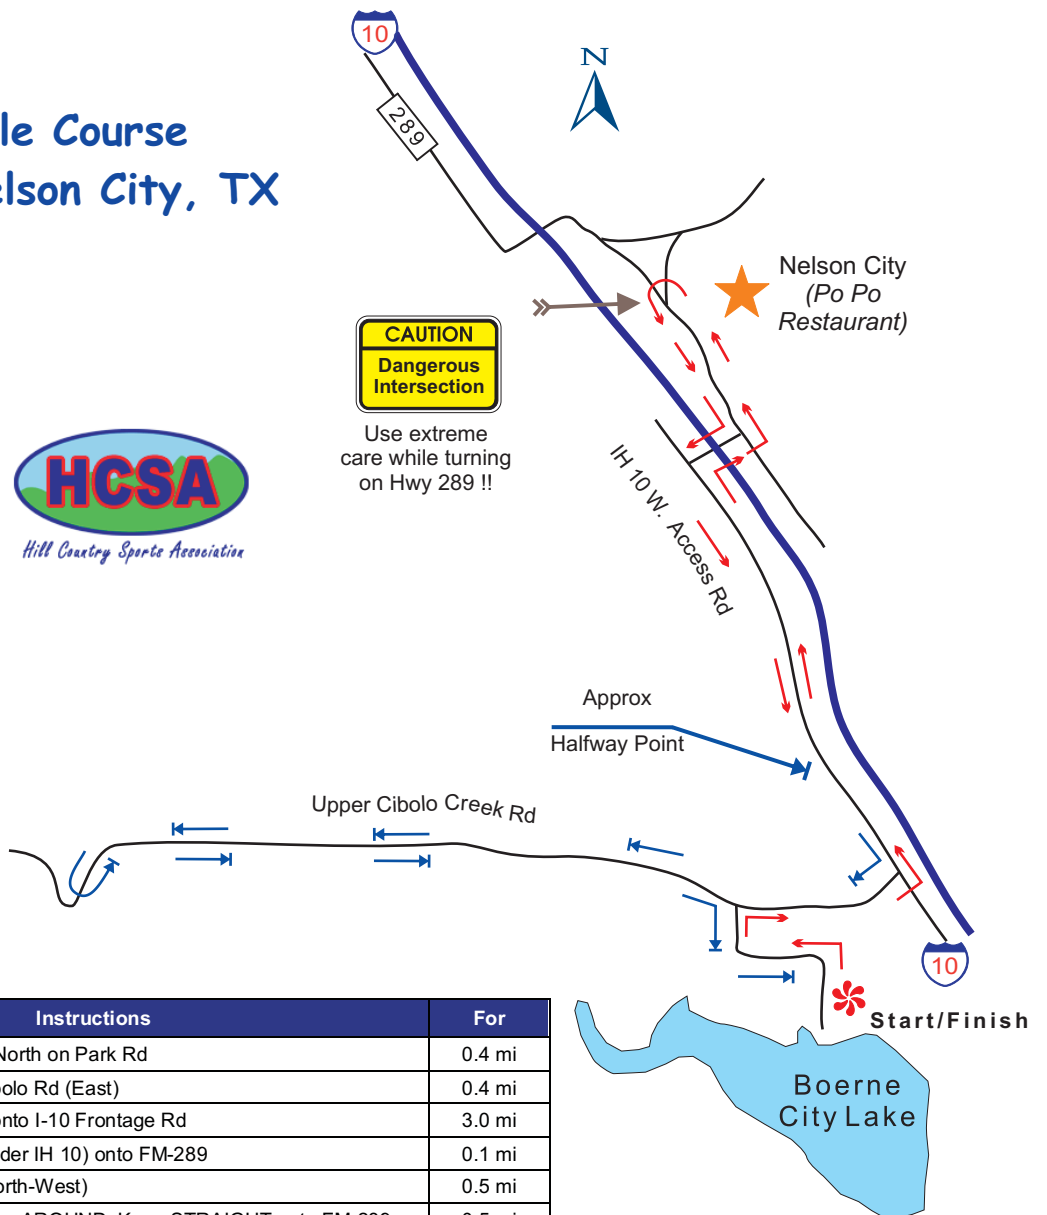 10
N
289
le Course
elson City, TX
Nelson City
(Po Po
Restaurant)
CAUTION
Dangerous
Intersection
Use extreme
care while turning
on Hwy 289 !!
HCSA
Hill Country Sports Association
IH 10 W. Access Rd
Approx
Halfway Point
Upper Cibolo Creek Rd
10
Start/Finish
Boerne
City Lake
Instructions For
North on Park Rd 0.4 mi
olo Rd (East) 0.4 mi
onto I-10 Frontage Rd 3.0 mi
der IH 10) onto FM-289 0.1 mi
orth-West) 0.5 mi